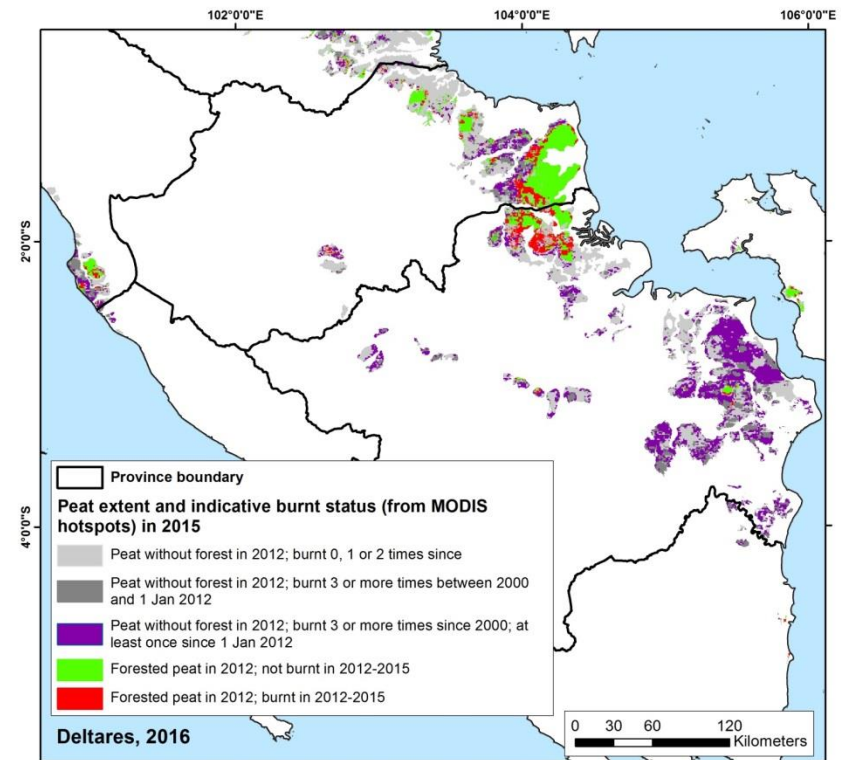 102°0'0"E
104°0'0"E
106°0'0"E
2°0'0"S
4°0'0"S
Province boundary
Peat extent and indicative burnt status (from MODIS
hotspots) in 2015
Peat without forest in 2012; burnt 0, 1 or 2 times since
Peat without forest in 2012; burnt 3 or more times between 2000
and 1 Jan 2012
Peat without forest in 2012; burnt 3 or more times since 2000; at
least once since 1 Jan 2012
Forested peat in 2012; not burnt in 2012-2015
Forested peat in 2012; burnt in 2012-2015
Deltares, 2016
0 30 60 120
Kilometers